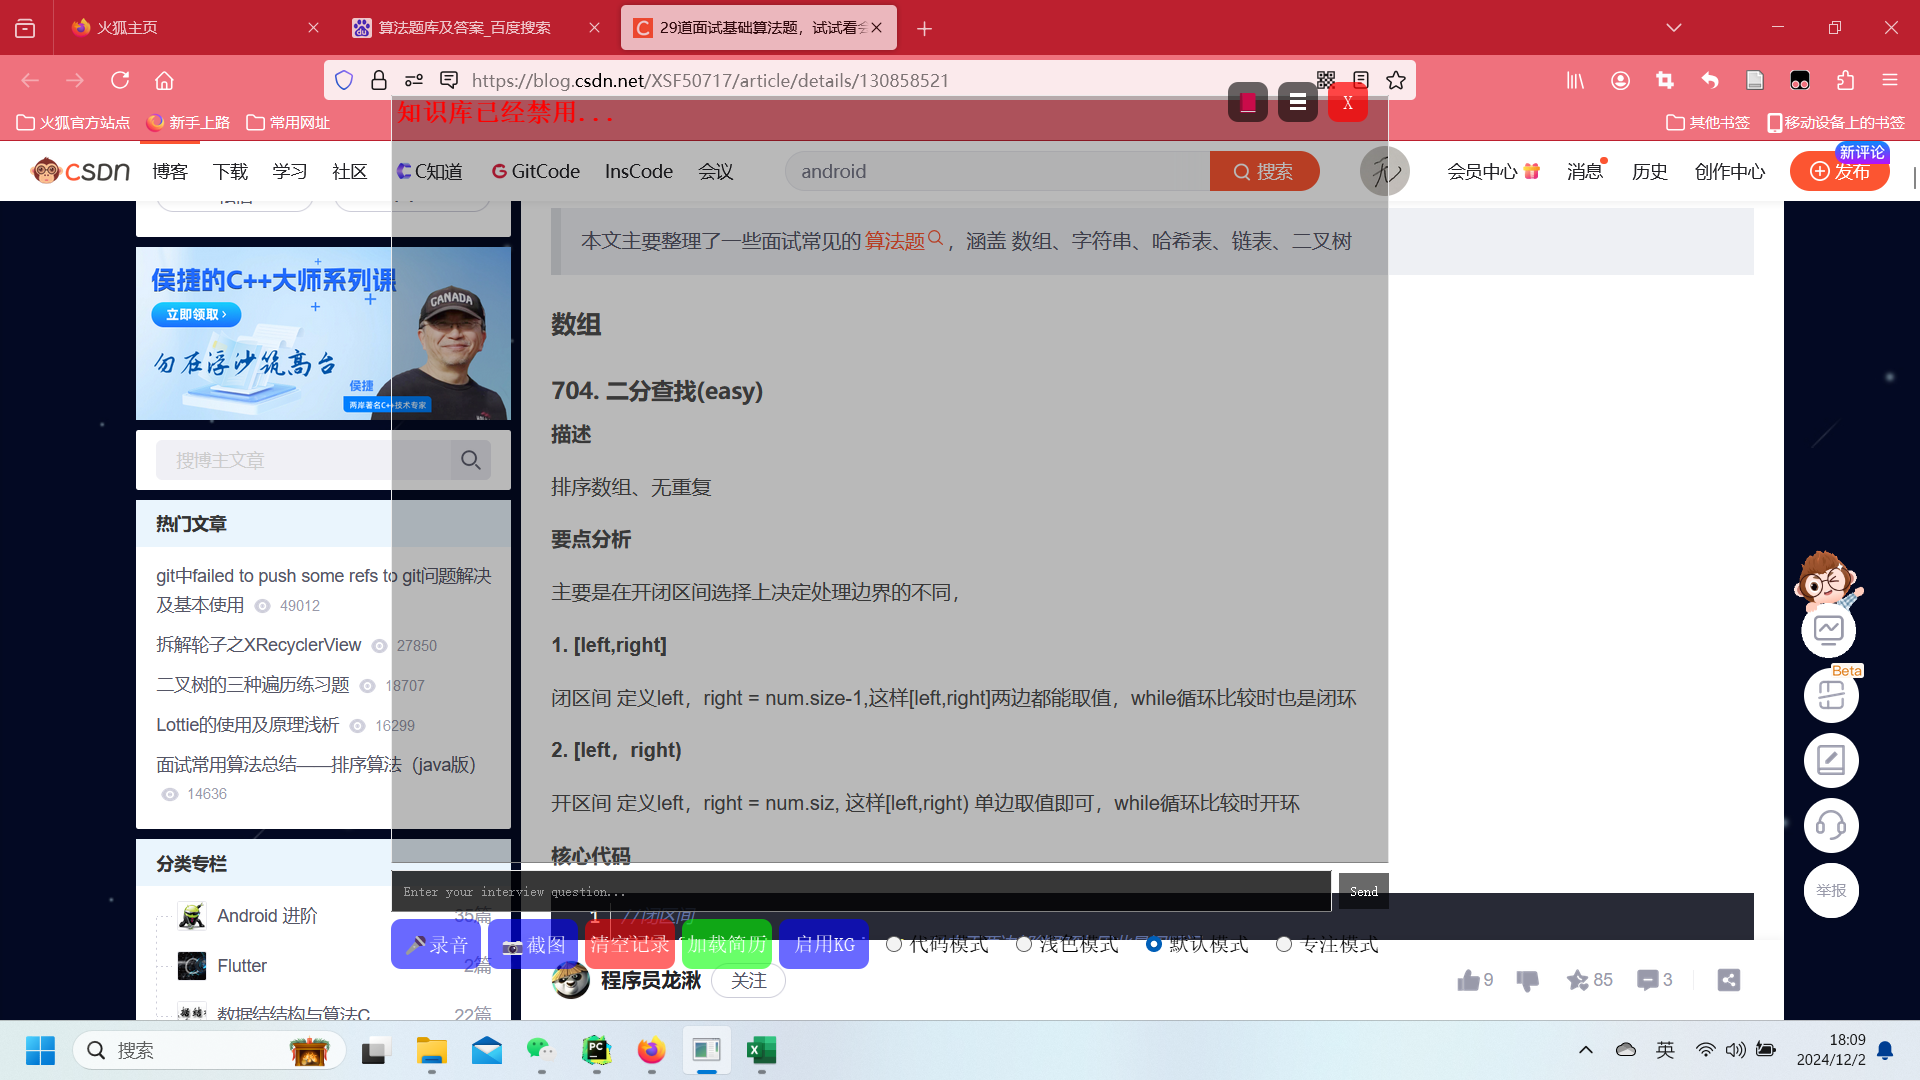 火狐主页
算法题库及答案_百度搜索
29道面试基础算法题，试试看
https://blog.csdn.net/XSF50717/article/details/130858521
火狐官方站点
新手上路
常用网址
其他书签
移动设备上的书签
知识库已经禁用...
X
CSDN
博客
下载
学习
社区
C知道
GitCode
InsCode
会议
android
搜索
会员中心
消息
历史
创作中心
发布
新评论
侯捷的C++大师系列课
立即领取
勿在浮沙筑高台
CANADA
侯捷
两岸著名C++技术专家
搜博主文章
热门文章
git中failed to push some refs to git问题解决
及基本使用 49012
拆解轮子之XRecyclerView 27850
二叉树的三种遍历练习题 18707
Lottie的使用及原理浅析 16299
面试常用算法总结——排序算法（java版）
14636
分类专栏
Android 进阶 35篇
Flutter 2篇
数据结结构与算法C 22篇
本文主要整理了一些面试常见的 算法题，涵盖 数组、字符串、哈希表、链表、二叉树
数组
704. 二分查找(easy)
描述
排序数组、无重复
要点分析
主要是在开闭区间选择上决定处理边界的不同，
1. [left,right]
闭区间 定义left，right = num.size-1,这样[left,right]两边都能取值，while循环比较时也是闭环
2. [left，right)
开区间 定义left，right = num.siz, 这样[left,right) 单边取值即可，while循环比较时开环
核心代码
Enter your interview question...
Send
1 //闭区间
录音
截图
清空记录
加载简历
启用KG
代码模式
浅色模式
默认模式
专注模式
程序员龙湫
关注
9
85
3
Beta
举报
搜索
英
18:09
2024/12/2